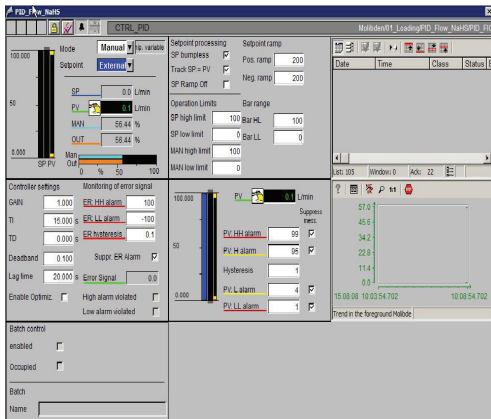 PID_Flow_NaHS
CTRL_PID
Molibden/01_Loading/PID_Flow_NaHS/PID_FIC
Mode Manual np. variable
Setpoint External
100
50
0.000
SP PV
SP 0.0 L/min
PV 0.1 L/min
MAN 56.44 %
OUT 56.44 %
Man
Out
0 % 50 100
Setpoint processing
SP bumpless
Track SP:= PV
SP Ramp Off
Setpoint ramp
Pos. ramp 200
Neg. ramp 200
Operation Limits
SP high limit 100
SP low limit 0
MAN high limit 100
MAN low limit 0
Bar range
Bar HL 100
Bar LL 0
Date Time Class Status
List: 105 Window: 0 Ack: 22
Controller settings
GAIN 1.000
TI 15.000 s
TD 0.000 s
Deadband 0.100
Lag time 20.000 s
Enable Optimiz.
Monitoring of error signal
ER: HH alarm 100
ER: LL alarm -100
ER hysteresis 0.1
Suppr. ER Alarm
Error Signal 0.0
High alarm violated
Low alarm violated
100
50
0.000
PV 0.1 L/min
Suppress
mess.
PV: HH alarm 99
PV: H alarm 95
Hysteresis 1
PV: L alarm 4
PV: LL alarm 1
1:1
57.0
45.6
34.2
22.8
11.4
0.0
15.08.08 10:03:54.702 10:08:54.702
Trend in the foreground Molibde
Batch control
enabled
Occupied
Batch
Name